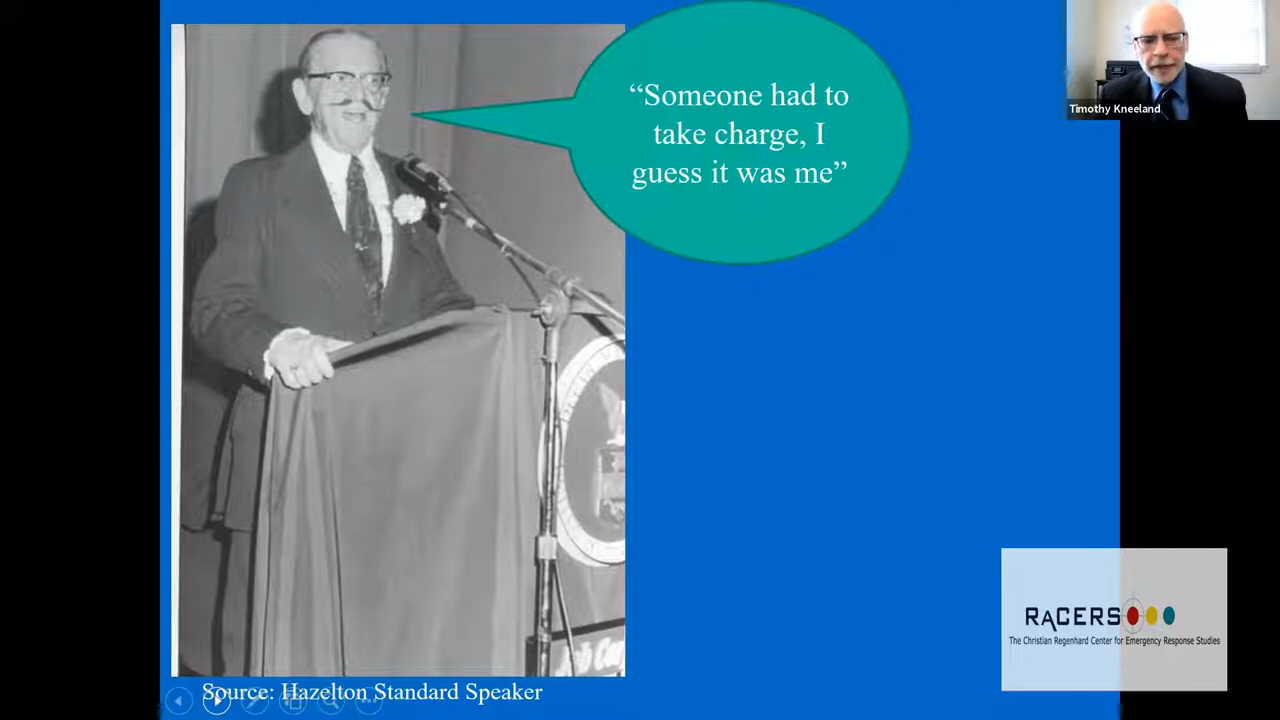 “Someone had to
take charge, I
guess it was me”
Timothy Kneeland
RaCERS
The Christian Regenhard Center for Emergency Response Studies
Source: Hazelton Standard Speaker